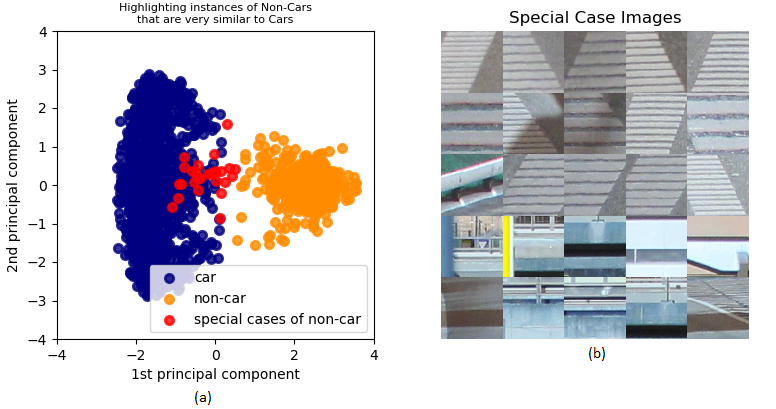 Highlighting instances of Non-Cars
that are very similar to Cars
4
3
2
1
0
−1
−2
−3
−4
2nd principal component
car
non-car
special cases of non-car
−4
−2
0
2
4
1st principal component
(a)
Special Case Images
(b)